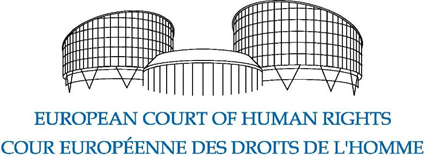 EUROPEAN COURT OF HUMAN RIGHTS
COUR EUROPÉENNE DES DROITS DE L'HOMME